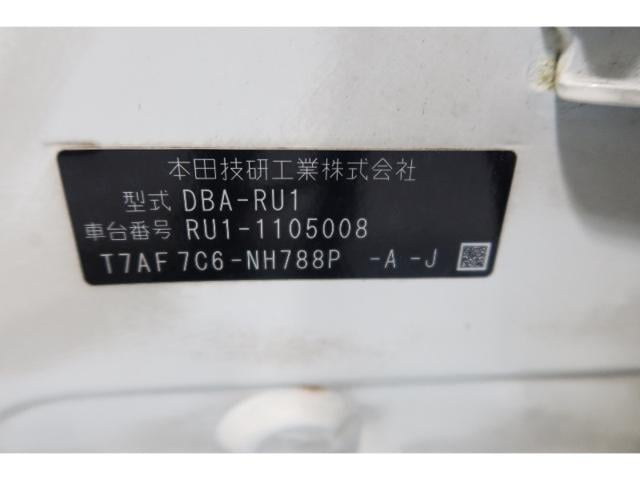 本田技研工業株式会社
型式 DBA-RU1
車台番号 RU1-1105008
T7AF 7C6-NH788P -A -J